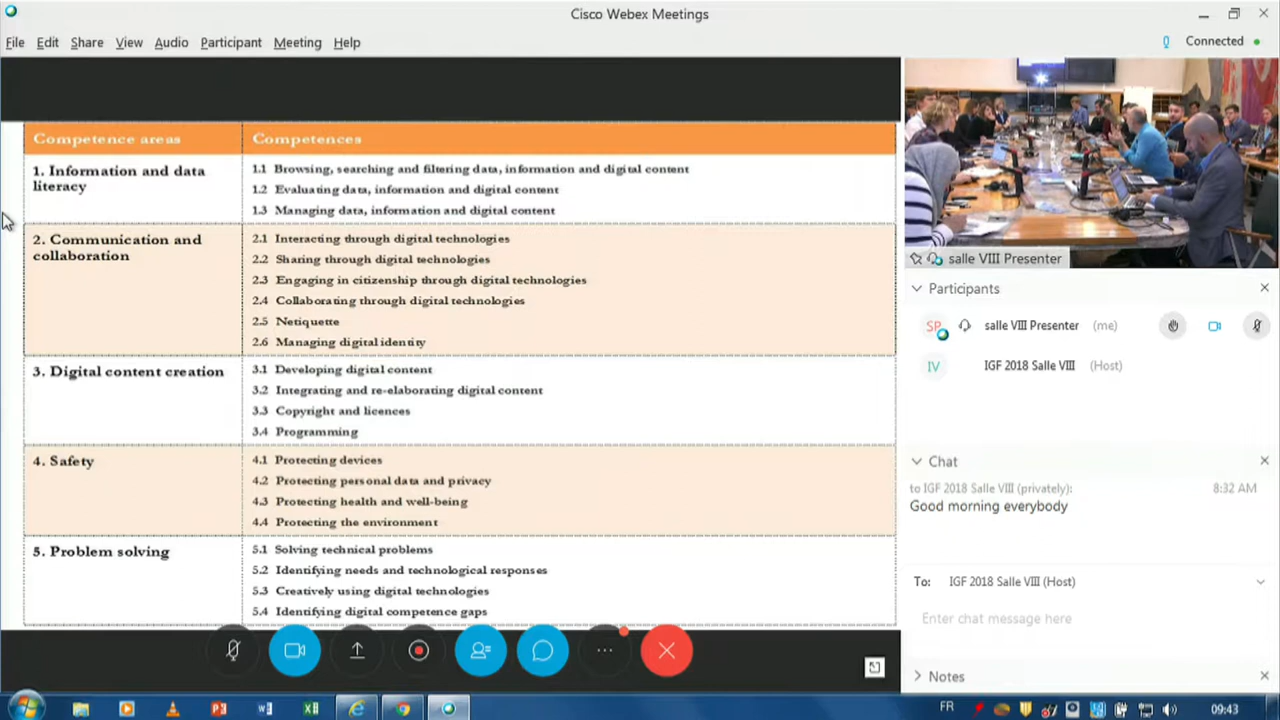 Cisco Webex Meetings
File Edit Share View Audio Participant Meeting Help
Connected
Competence areas Competences
1. Information and data
literacy
1.1 Browsing, searching and filtering data, information and digital content
1.2 Evaluating data, information and digital content
1.3 Managing data, information and digital content
2. Communication and
collaboration
2.1 Interacting through digital technologies
2.2 Sharing through digital technologies
2.3 Engaging in citizenship through digital technologies
2.4 Collaborating through digital technologies
2.5 Netiquette
2.6 Managing digital identity
3. Digital content creation
3.1 Developing digital content
3.2 Integrating and re-elaborating digital content
3.3 Copyright and licences
3.4 Programming
4. Safety
4.1 Protecting devices
4.2 Protecting personal data and privacy
4.3 Protecting health and well-being
4.4 Protecting the environment
5. Problem solving
5.1 Solving technical problems
5.2 Identifying needs and technological responses
5.3 Creatively using digital technologies
5.4 Identifying digital competence gaps
salle VIII Presenter
Participants
SP salle VIII Presenter (me)
IV IGF 2018 Salle VIII (Host)
Chat
to IGF 2018 Salle VIII (privately): 8:32 AM
Good morning everybody
To: IGF 2018 Salle VIII (Host)
Enter chat message here
Notes
FR 09:43